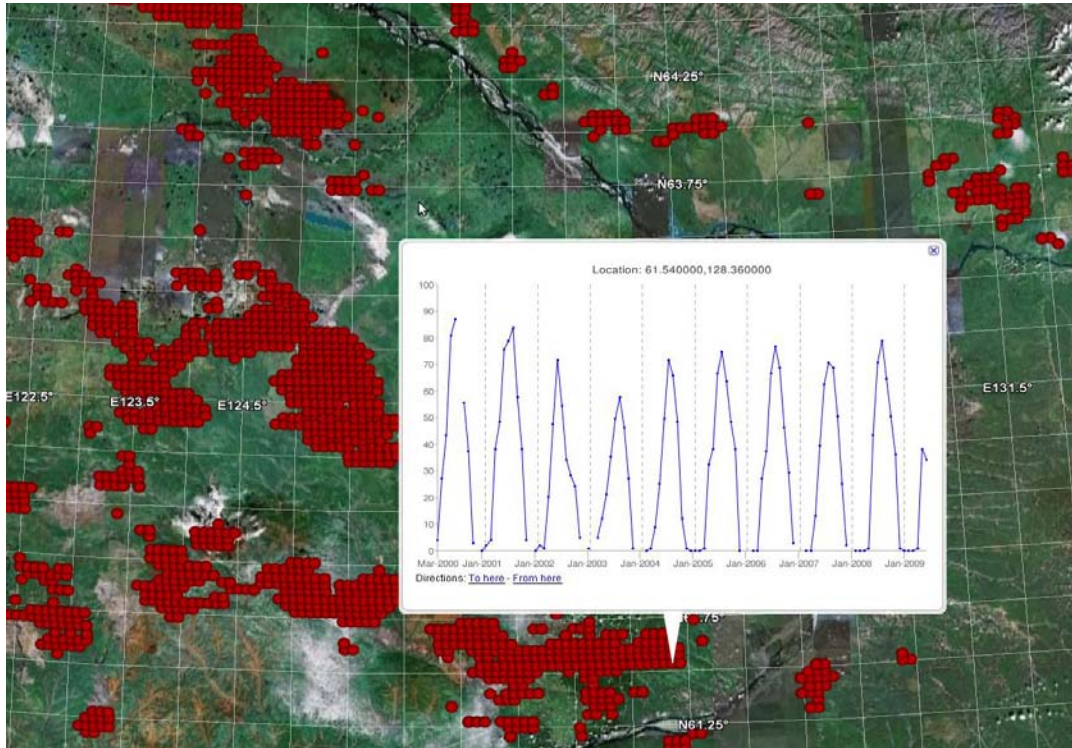 N64.25°
N63.75°
Location: 61.540000,128.360000
100
90
80
70
60
50
40
30
20
10
0
Mar-2000 Jan-2001 Jan-2002 Jan-2003 Jan-2004 Jan-2005 Jan-2006 Jan-2007 Jan-2008 Jan-2009
Directions: To here - From here
E122.5° E123.5° E124.5° E131.5°
.75°
N61.25°